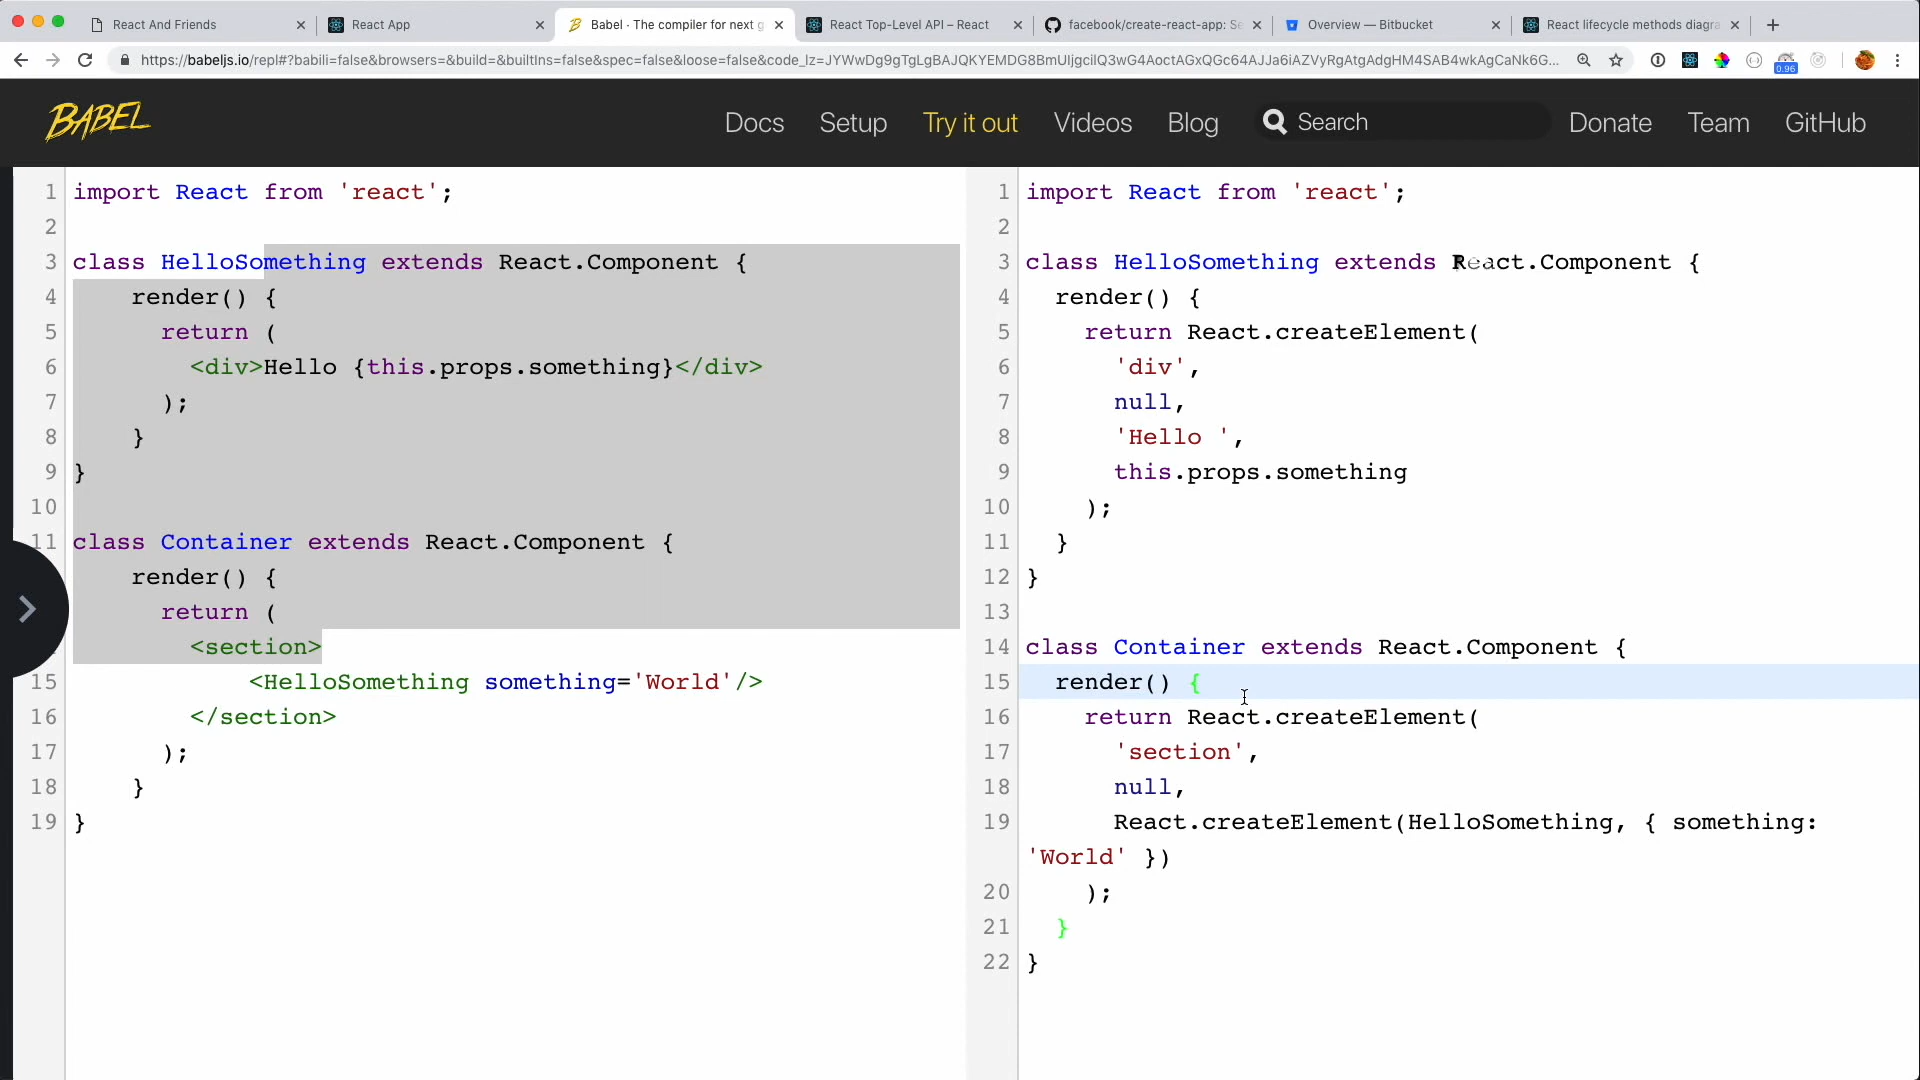 React And Friends
React App
Babel · The compiler for next g
React Top-Level API – React
facebook/create-react-app: Se
Overview — Bitbucket
React lifecycle methods diagra
https://babeljs.io/repl#?babili=false&browsers=&build=&builtIns=false&spec=false&loose=false&code_lz=JYWwDg9gTgLgBAJQKYEMDG8BmUIjgcilQ3wG4AoctAGxQGc64AJJa6iAZVyRgAtgAdgHM4SAB4wkAgCaNk6G...
0.96
BABEL
Docs Setup Try it out Videos Blog Search Donate Team GitHub
1 import React from 'react';
2
3 class HelloSomething extends React.Component {
4     render() {
5       return (
6         <div>Hello {this.props.something}</div>
7       );
8     }
9 }
10
11 class Container extends React.Component {
    render() {
      return (
        <section>
15             <HelloSomething something='World'/>
16         </section>
17       );
18     }
19 }
1 import React from 'react';
2
3 class HelloSomething extends React.Component {
4   render() {
5     return React.createElement(
6       'div',
7       null,
8       'Hello ',
9       this.props.something
10     );
11   }
12 }
13
14 class Container extends React.Component {
15   render() {
16     return React.createElement(
17       'section',
18       null,
19       React.createElement(HelloSomething, { something:
'World' })
20     );
21   }
22 }